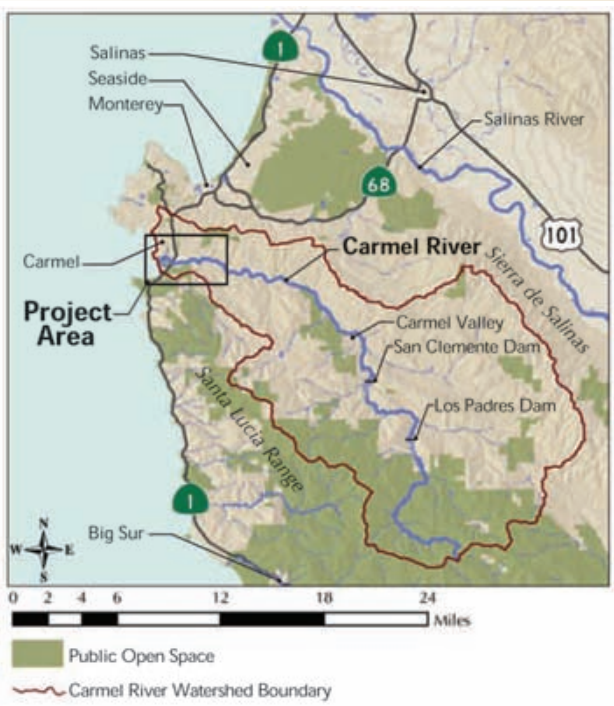 1
Salinas
Seaside
Monterey
Salinas River
68
101
Carmel
Carmel River
Sierra de Salinas
Project
Area
Carmel Valley
San Clemente Dam
Los Padres Dam
Santa Lucia Range
1
Big Sur
N
W E
S
0 2 4 6 12 18 24
Miles
Public Open Space
Carmel River Watershed Boundary